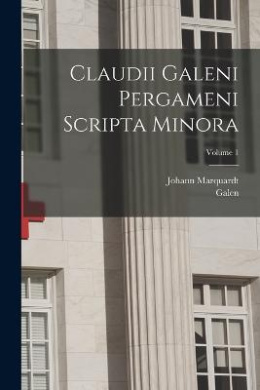 CLAUDII GALENI
PERGAMENI
SCRIPTA MINORA
Volume 1
Johann Marquardt
Galen